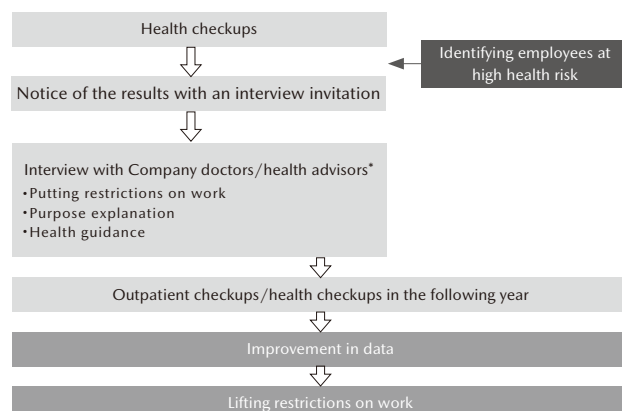 Health checkups
Identifying employees at
high health risk
Notice of the results with an interview invitation
Interview with Company doctors/health advisors*
・Putting restrictions on work
・Purpose explanation
・Health guidance
Outpatient checkups/health checkups in the following year
Improvement in data
Lifting restrictions on work